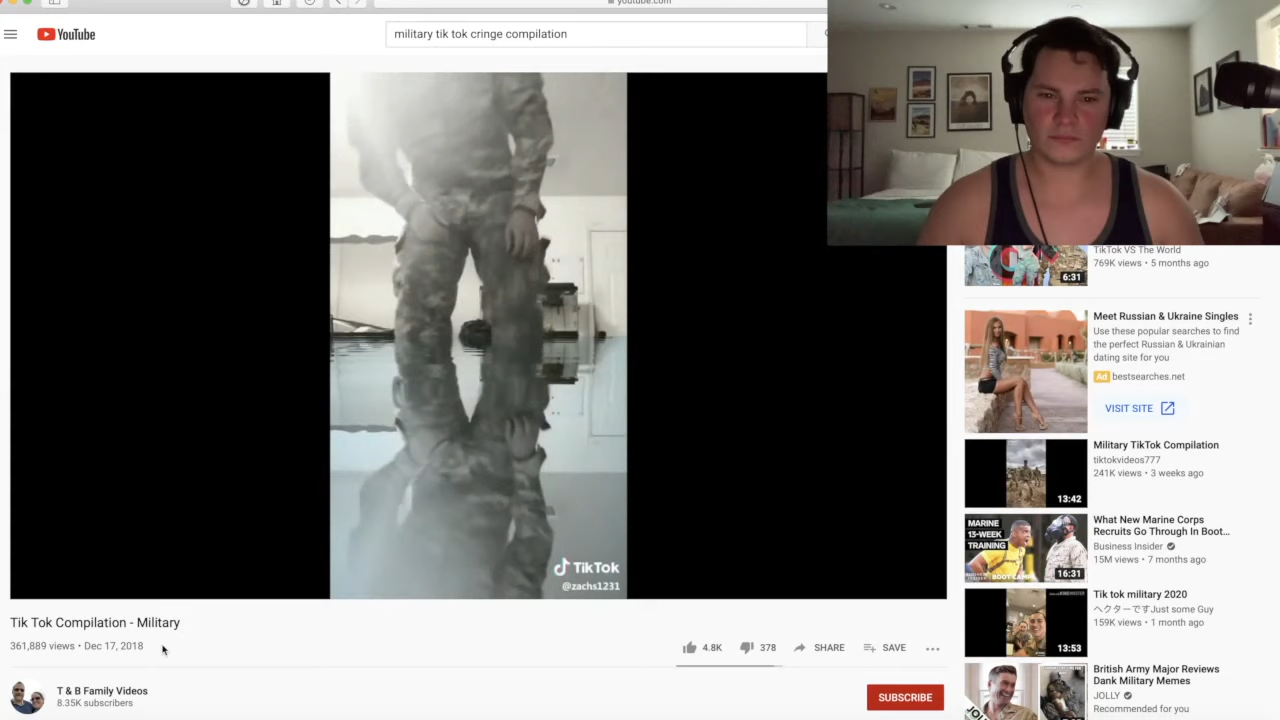 youtube.com
YouTube
military tik tok cringe compilation
TikTok
@zachs1231
Tik Tok Compilation - Military
361,889 views • Dec 17, 2018
4.8K
378
SHARE
SAVE
T & B Family Videos
8.35K subscribers
SUBSCRIBE
TikTok VS The World
769K views • 5 months ago
6:31
Meet Russian & Ukraine Singles
Use these popular searches to find
the perfect Russian & Ukrainian
dating site for you
Ad bestsearches.net
VISIT SITE
Military TikTok Compilation
tiktokvideos777
241K views • 3 weeks ago
13:42
MARINE
13-WEEK
TRAINING
BOOT CAMP
16:31
What New Marine Corps
Recruits Go Through In Boot...
Business Insider
15M views • 7 months ago
Tik tok military 2020
ヘクターですJust some Guy
159K views • 1 month ago
13:53
British Army Major Reviews
Dank Military Memes
JOLLY
Recommended for you